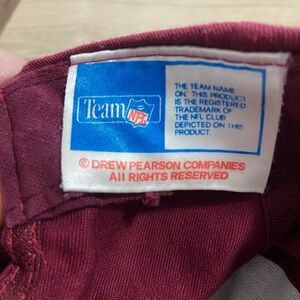 Team NFL
THE TEAM NAME
ON THIS PRODUCT
IS THE REGISTERED
TRADEMARK OF
THE NFL CLUB
DEPICTED ON THIS
PRODUCT.
© DREW PEARSON COMPANIES
All RIGHTS RESERVED